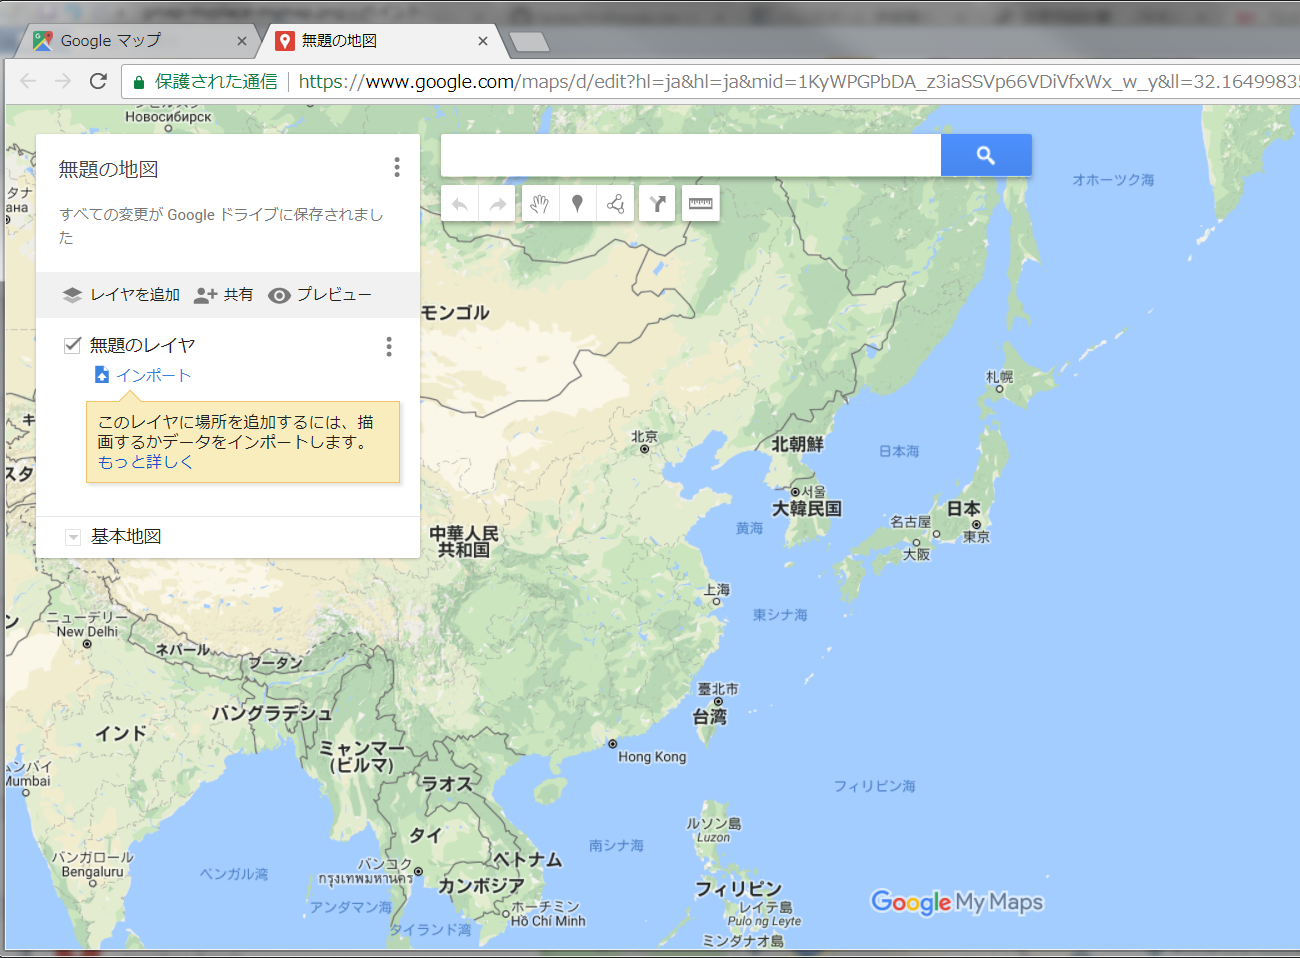 Google マップ
無題の地図
保護された通信
https://www.google.com/maps/d/edit?hl=ja&hl=ja&mid=1KyWPGPbDA_z3iaSSVp66VDiVfxWx_w_y&ll=32.1649983
Новосибирск
無題の地図
すべての変更が Google ドライブに保存されまし
た
レイヤを追加
共有
プレビュー
無題のレイヤ
インポート
このレイヤに場所を追加するには、描
画するかデータをインポートします。
もっと詳しく
基本地図
オホーツク海
モンゴル
札幌
北京
北朝鮮
日本海
서울
大韓民国
名古屋
日本
東京
大阪
黄海
中華人民
共和国
上海
東シナ海
ニューデリー
New Delhi
ネパール
ブータン
臺北市
台湾
バングラデシュ
インド
ミャンマー
(ビルマ)
Hong Kong
ラオス
ムンバイ
Mumbai
フィリピン海
ルソン島
Luzon
タイ
南シナ海
バンガロール
Bengaluru
ベンガル湾
バンコク
กรุงเทพมหานคร
ベトナム
カンボジア
フィリピン
アンダマン海
ホーチミン
Hồ Chí Minh
レイテ島
Pulo ng Leyte
タイランド湾
ミンダナオ島
Google My Maps